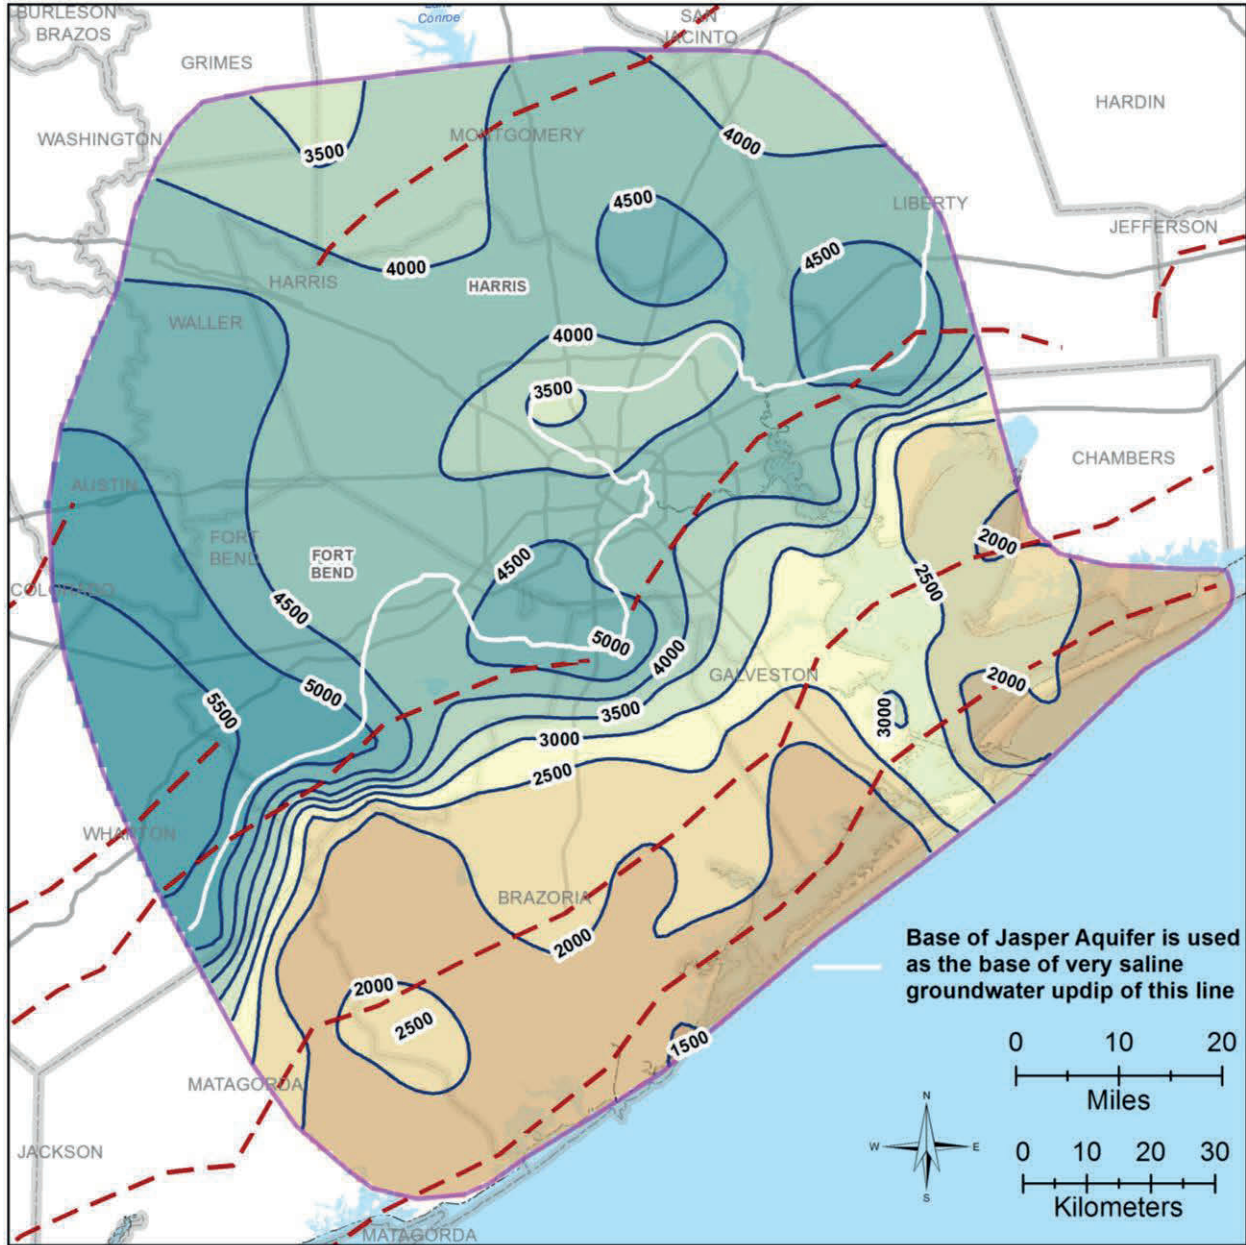 BURLESON
BRAZOS
Lake
Conroe
SAN
JACINTO
GRIMES
HARDIN
WASHINGTON
MONTGOMERY
3500
4000
4500
LIBERTY
JEFFERSON
4000
4500
HARRIS
HARRIS
WALLER
4000
3500
CHAMBERS
AUSTIN
FORT
BEND
FORT
BEND
4500
2000
COLORADO
2500
4500
5000
4000
GALVESTON
2000
5000
5500
3500
3000
3000
2500
WHARTON
BRAZORIA
2000
Base of Jasper Aquifer is used
as the base of very saline
groundwater updip of this line
2000
2500
1500
0 10 20
Miles
MATAGORDA
N
W E
S
JACKSON
0 10 20 30
Kilometers
MATAGORDA